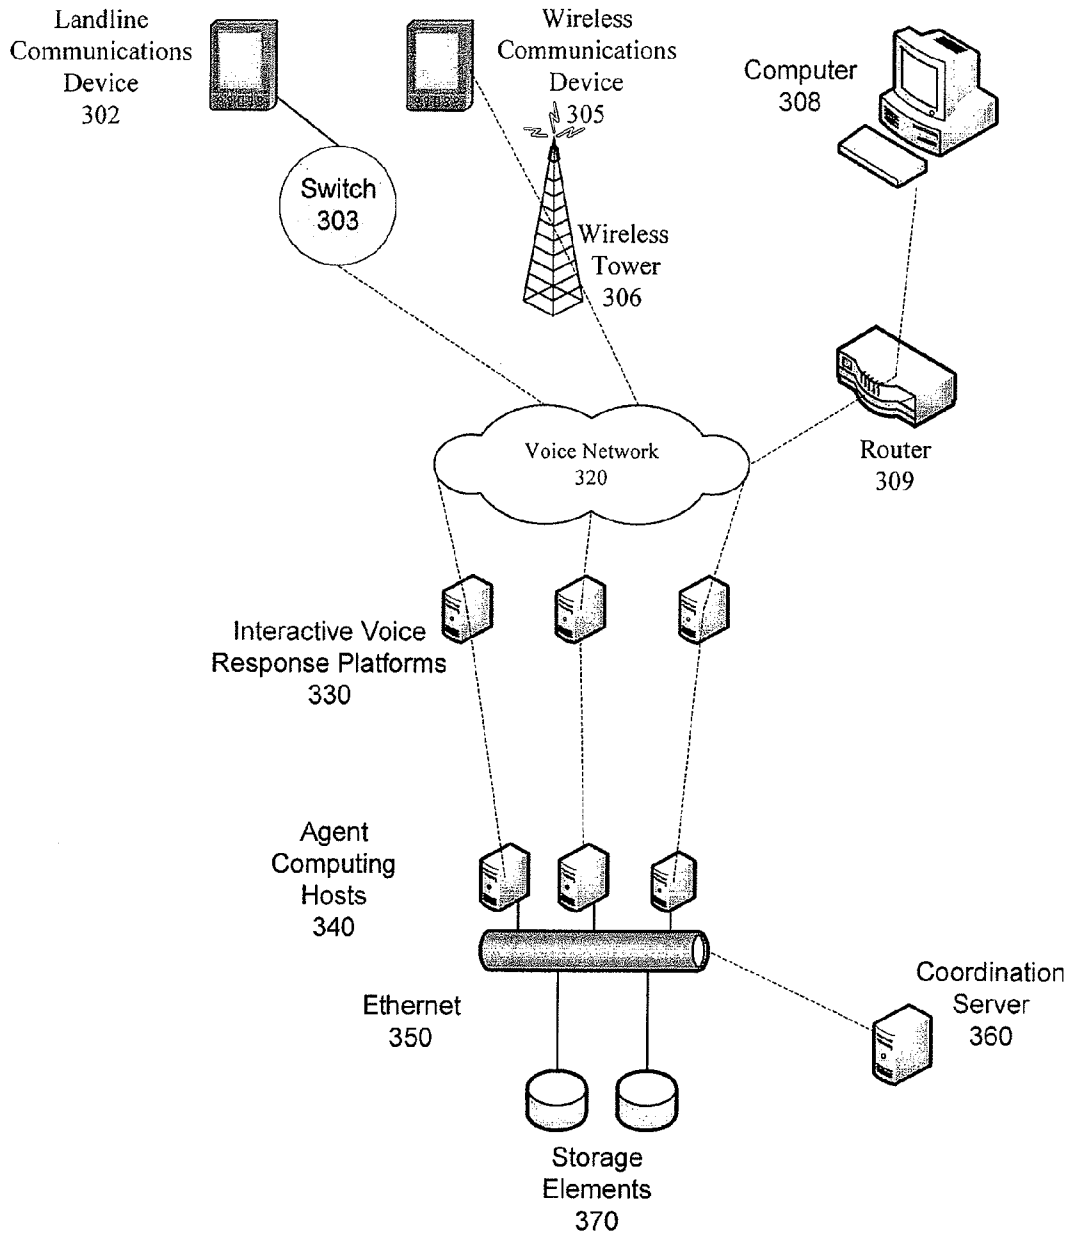 Landline
Communications
Device
302
Wireless
Communications
Device
305
Computer
308
Switch
303
Wireless
Tower
306
Router
309
Voice Network
320
Interactive Voice
Response Platforms
330
Agent
Computing
Hosts
340
Ethernet
350
Coordination
Server
360
Storage
Elements
370